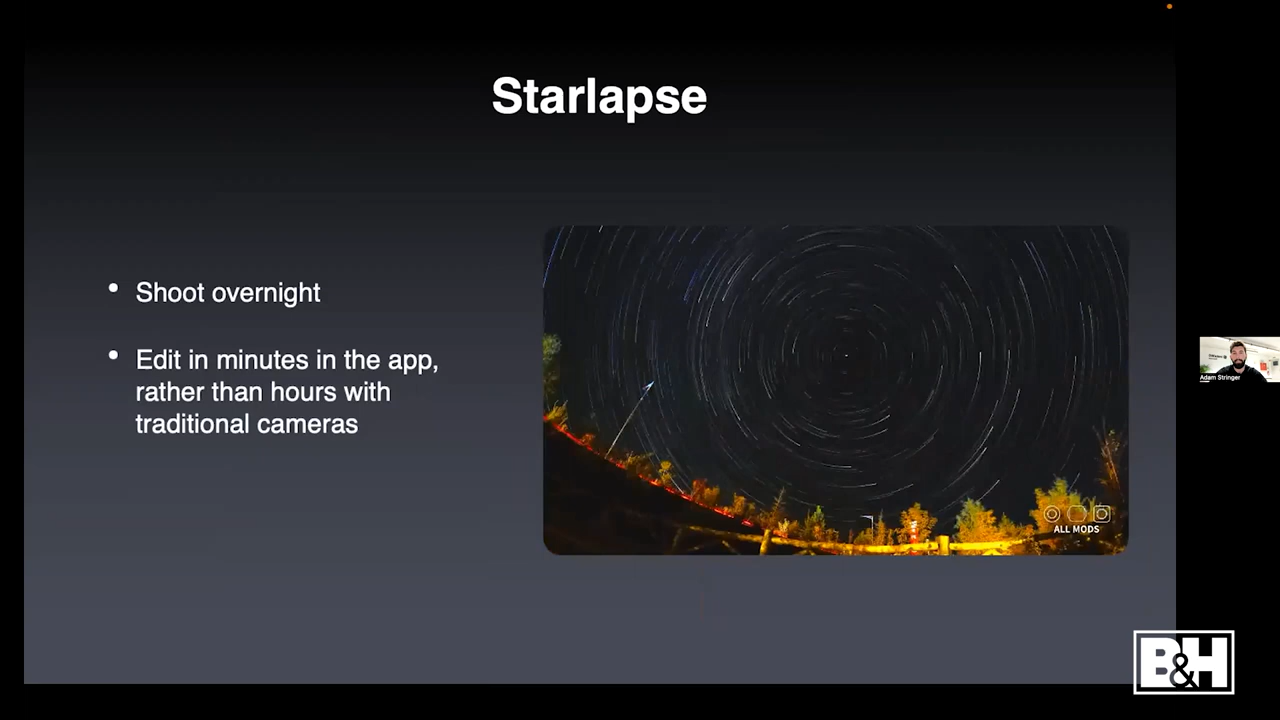 Starlapse
• Shoot overnight
• Edit in minutes in the app,
rather than hours with
traditional cameras
ALL MODS
Adam Stringer
B&H